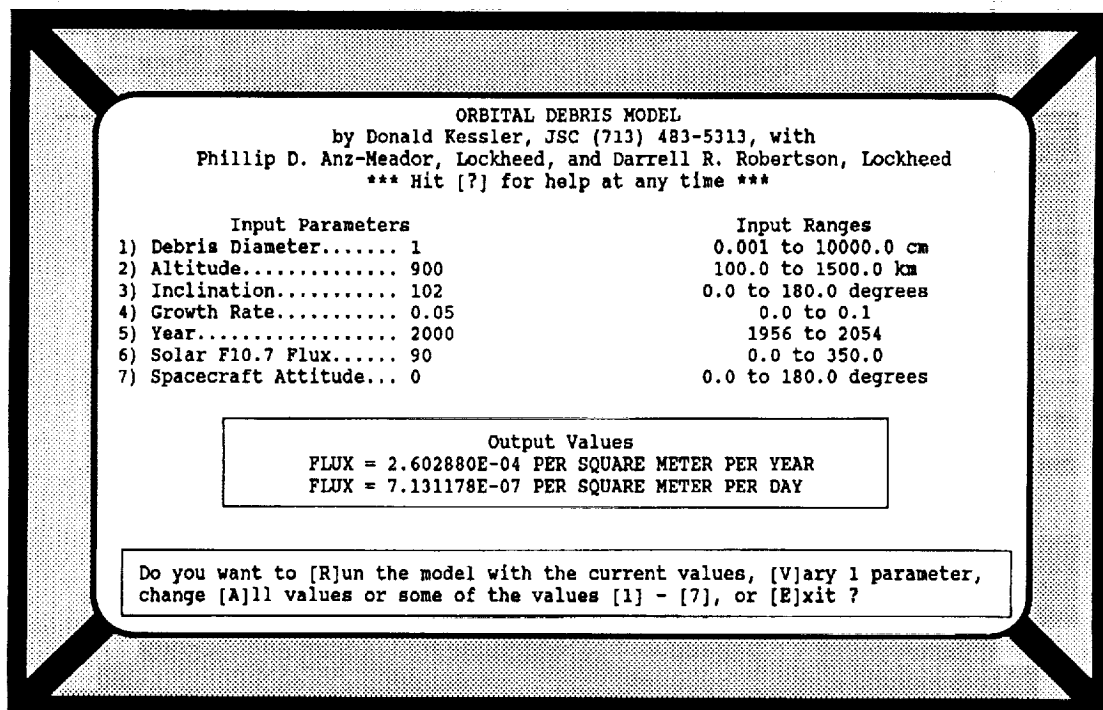 ORBITAL DEBRIS MODEL
by Donald Kessler, JSC (713) 483-5313, with
Phillip D. Anz-Meador, Lockheed, and Darrell R. Robertson, Lockheed
*** Hit [?] for help at any time ***
Input Parameters Input Ranges
1) Debris Diameter....... 1 0.001 to 10000.0 cm
2) Altitude.............. 900 100.0 to 1500.0 km
3) Inclination........... 102 0.0 to 180.0 degrees
4) Growth Rate........... 0.05 0.0 to 0.1
5) Year.................. 2000 1956 to 2054
6) Solar F10.7 Flux...... 90 0.0 to 350.0
7) Spacecraft Attitude... 0 0.0 to 180.0 degrees
Output Values
FLUX = 2.602880E-04 PER SQUARE METER PER YEAR
FLUX = 7.131178E-07 PER SQUARE METER PER DAY
Do you want to [R]un the model with the current values, [V]ary 1 parameter,
change [A]ll values or some of the values [1] - [7], or [E]xit ?